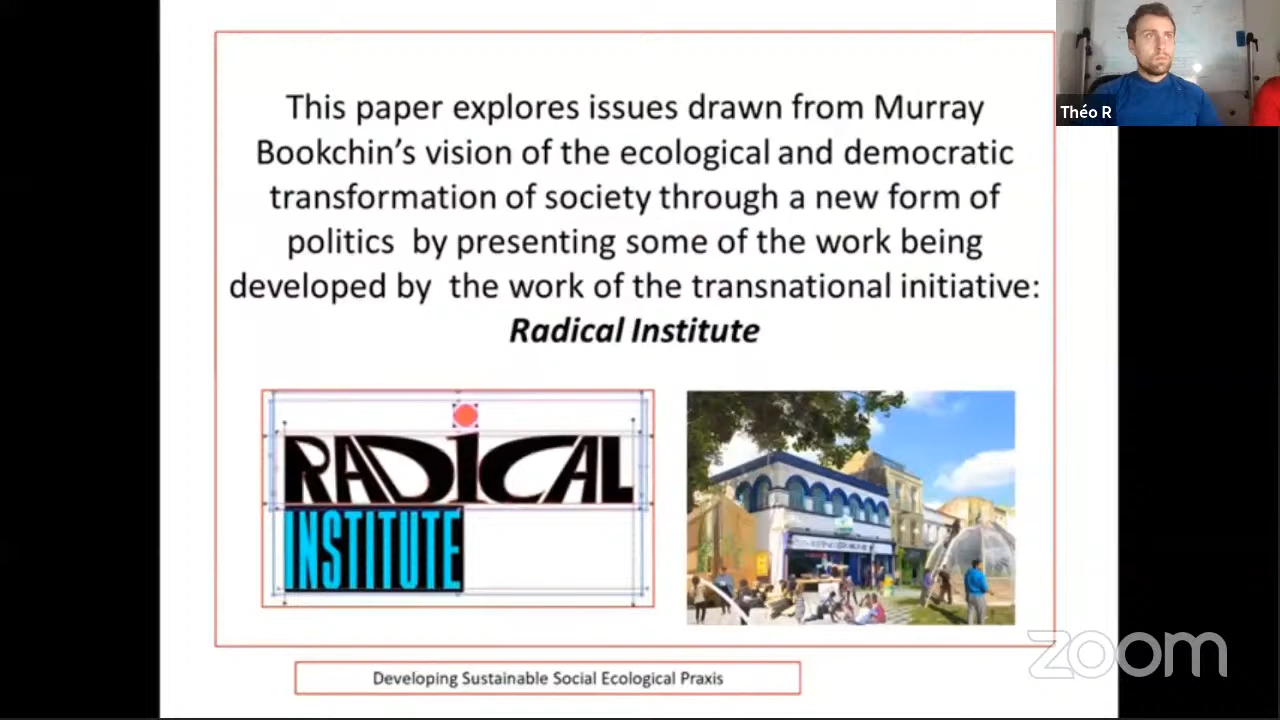 This paper explores issues drawn from Murray
Bookchin’s vision of the ecological and democratic
transformation of society through a new form of
politics by presenting some of the work being
developed by the work of the transnational initiative:
Radical Institute
RADiCAL
INSTITUTE
Developing Sustainable Social Ecological Praxis
Théo R
zoom